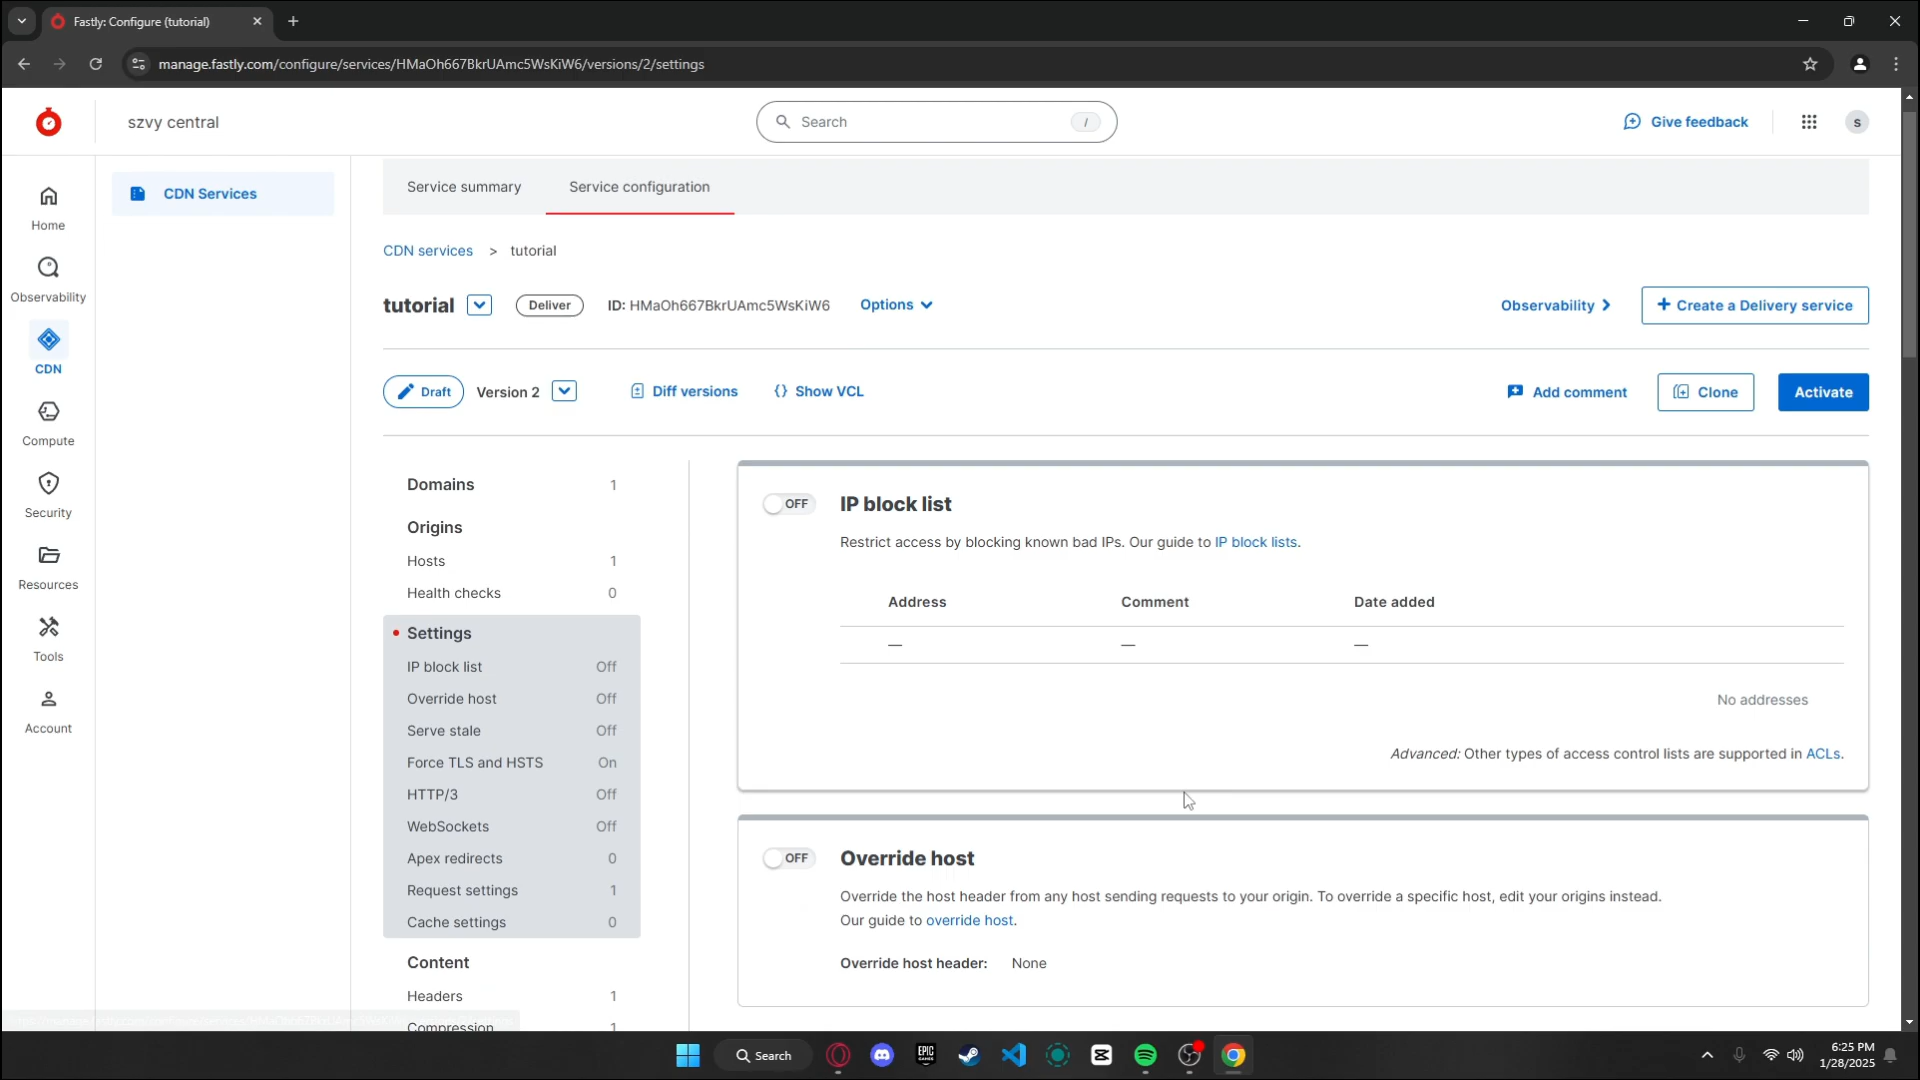 Fastly: Configure (tutorial)
manage.fastly.com/configure/services/HMaOh667BkrUAmc5WsKiW6/versions/2/settings
szvy central
Search
/
Give feedback
s
Home
Observability
CDN
Compute
Security
Resources
Tools
Account
CDN Services
Service summary
Service configuration
CDN services > tutorial
tutorial
Deliver
ID: HMaOh667BkrUAmc5WsKiW6
Options
Observability
+ Create a Delivery service
Draft
Version 2
Diff versions
{} Show VCL
Add comment
Clone
Activate
Domains 1
Origins
Hosts 1
Health checks 0
Settings
IP block list Off
Override host Off
Serve stale Off
Force TLS and HSTS On
HTTP/3 Off
WebSockets Off
Apex redirects 0
Request settings 1
Cache settings 0
Content
Headers 1
Compression 1
OFF
IP block list
Restrict access by blocking known bad IPs. Our guide to IP block lists.
Address Comment Date added
— — —
No addresses
Advanced: Other types of access control lists are supported in ACLs.
OFF
Override host
Override the host header from any host sending requests to your origin. To override a specific host, edit your origins instead.
Our guide to override host.
Override host header: None
Search
EPIC
GAMES
6:25 PM
1/28/2025